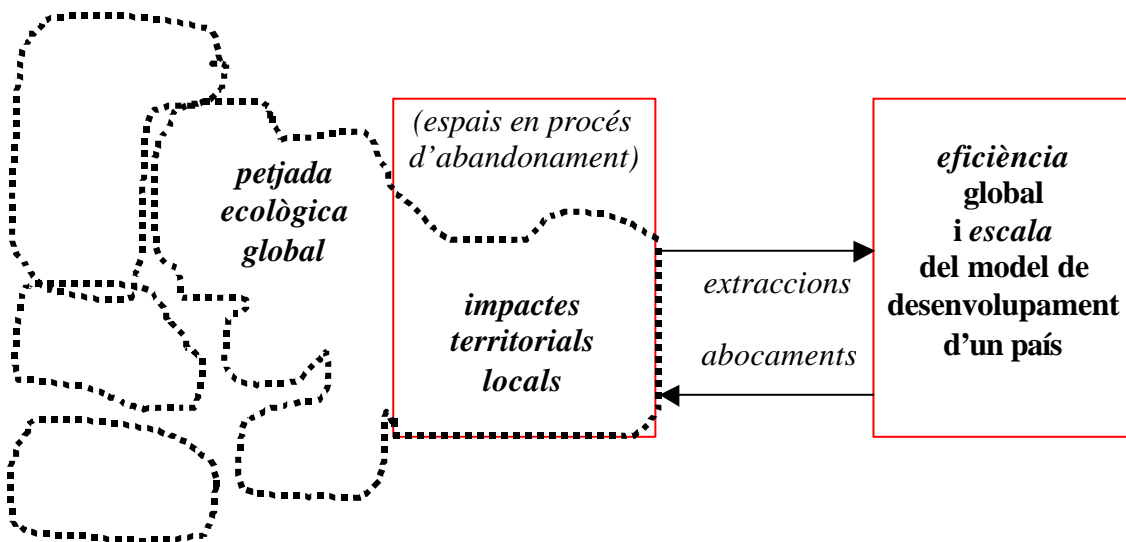 (espais en procés
d'abandonament)
petjada
ecològica
global
impactes
territorials
locals
extraccions
abocaments
eficiència
global
i escala
del model de
desenvolupament
d'un país